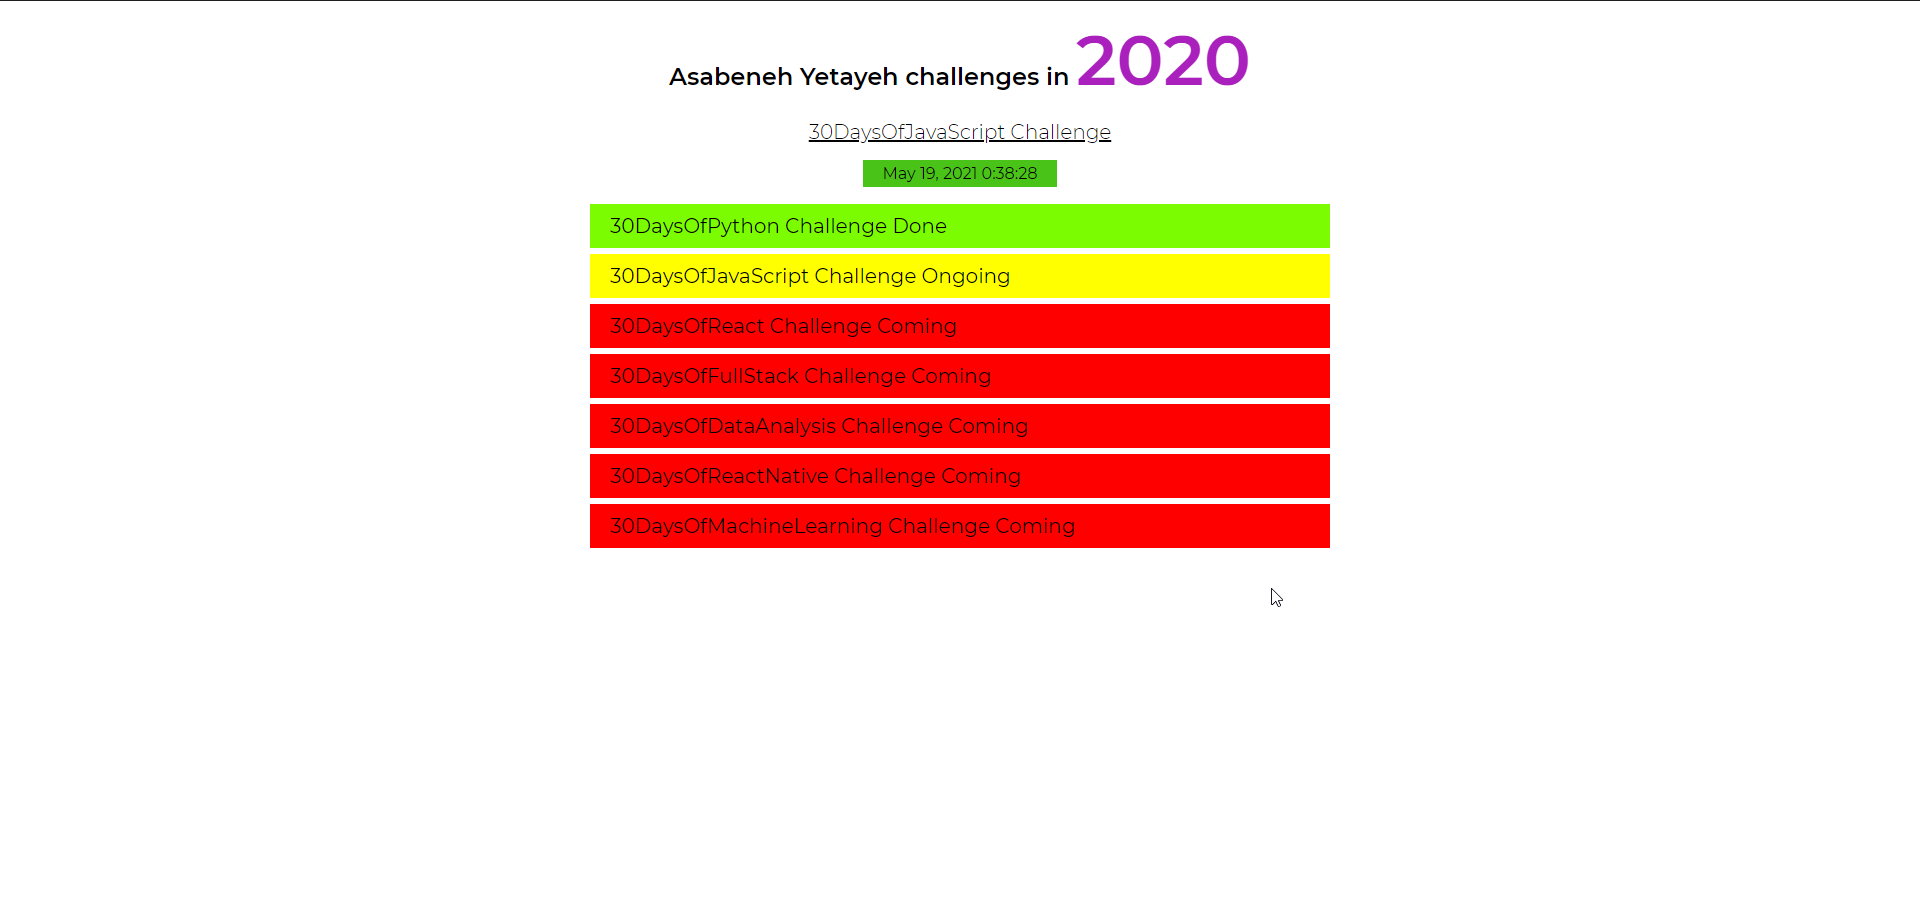 Asabeneh Yetayeh challenges in 2020
30DaysOfJavaScript Challenge
May 19, 2021 0:38:28
30DaysOfPython Challenge Done
30DaysOfJavaScript Challenge Ongoing
30DaysOfReact Challenge Coming
30DaysOfFullStack Challenge Coming
30DaysOfDataAnalysis Challenge Coming
30DaysOfReactNative Challenge Coming
30DaysOfMachineLearning Challenge Coming